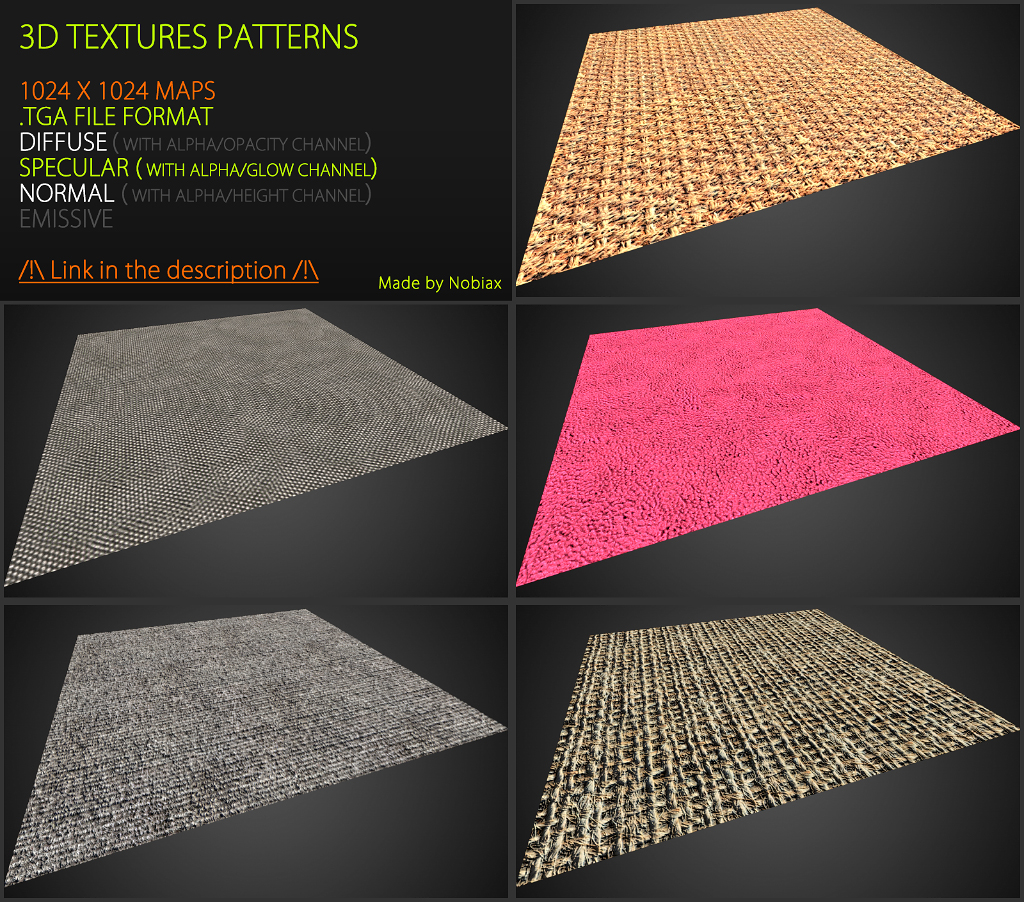 3D TEXTURES PATTERNS
1024 X 1024 MAPS
.TGA FILE FORMAT
DIFFUSE ( WITH ALPHA/OPACITY CHANNEL)
SPECULAR ( WITH ALPHA/GLOW CHANNEL)
NORMAL ( WITH ALPHA/HEIGHT CHANNEL)
EMISSIVE
/!\ Link in the description /!\
Made by Nobiax